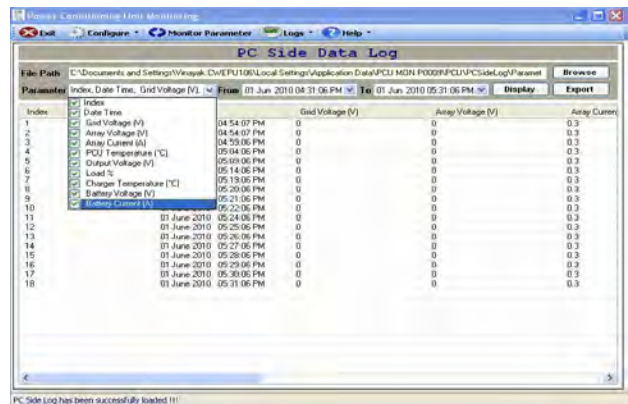 Power Conditioning Unit Monitoring
Exit Configure Monitor Parameter Logs Help
PC Side Data Log
File Path C:\Documents and Settings\Vinayak.CWEPU106\Local Settings\Application Data\PCU MON P0009\PCU\PCSideLog\Paramet Browse
Parameter Index, Date Time, Grid Voltage (V), From 01 Jun 2010 04:31:06 PM To 01 Jun 2010 05:31:06 PM Display Export
Index Grid Voltage (V) Array Voltage (V) Array Curren
Index
Date Time
Grid Voltage (V)
Array Voltage (V)
Array Current (A)
PCU Temperature (°C)
Output Voltage (V)
Load %
Charger Temperature (°C)
Battery Voltage (V)
Battery Current (A)
1 04:54:07 PM 0 0 0.3
2 04:54:07 PM 0 0 0.3
3 04:59:06 PM 0 0 0.3
4 05:04:06 PM 0 0 0.3
5 05:09:06 PM 0 0 0.3
6 05:14:06 PM 0 0 0.3
7 05:19:06 PM 0 0 0.3
8 05:20:06 PM 0 0 0.3
9 05:21:06 PM 0 0 0.3
10 05:22:06 PM 0 0 0.3
11 01 June 2010 05:24:06 PM 0 0 0.3
12 01 June 2010 05:25:06 PM 0 0 0.3
13 01 June 2010 05:26:06 PM 0 0 0.3
14 01 June 2010 05:27:06 PM 0 0 0.3
15 01 June 2010 05:28:06 PM 0 0 0.3
16 01 June 2010 05:29:06 PM 0 0 0.3
17 01 June 2010 05:30:06 PM 0 0 0.3
18 01 June 2010 05:31:06 PM 0 0 0.3
PC Side Log has been successfully loaded !!!